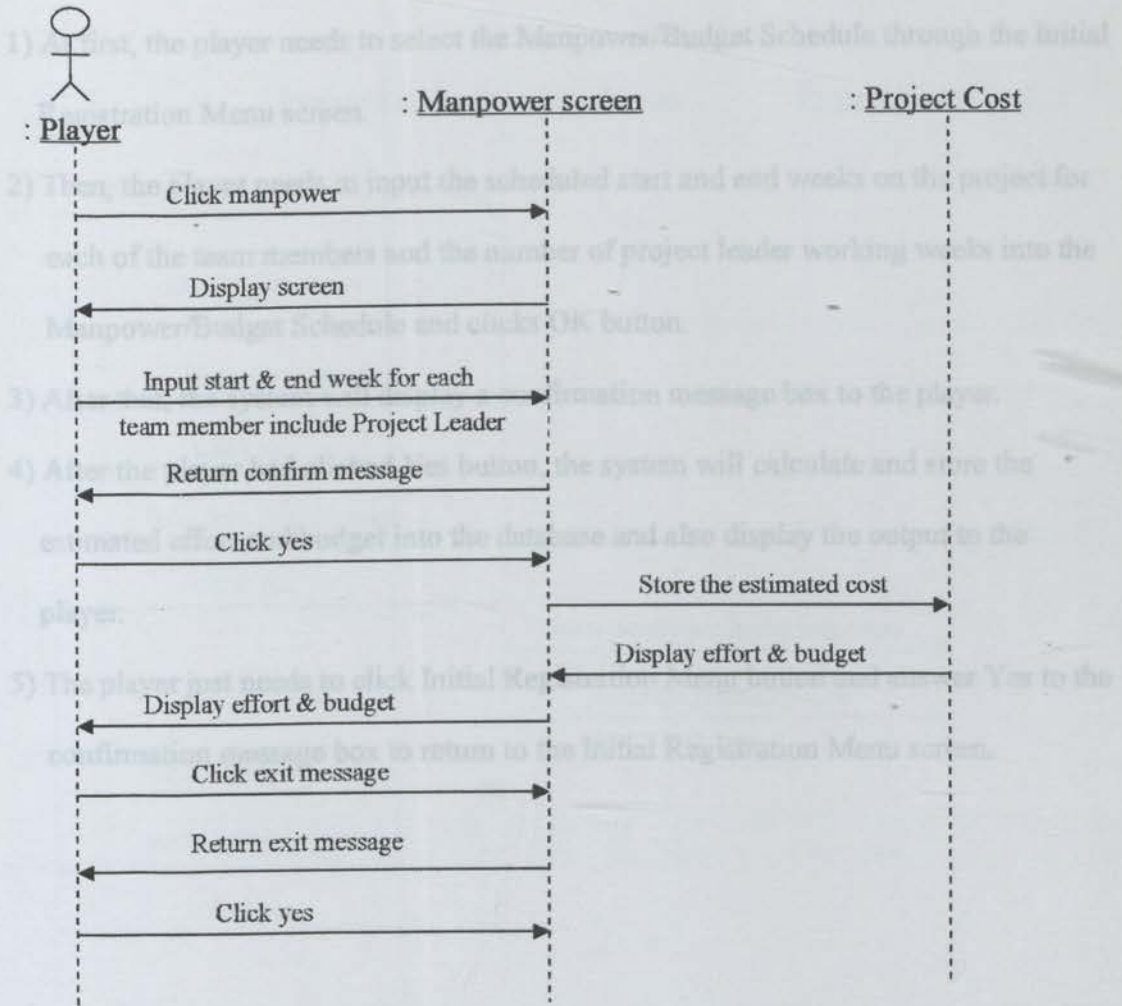 : Player
: Manpower screen
: Project Cost
Click manpower
Display screen
Input start & end week for each
team member include Project Leader
Return confirm message
Click yes
Store the estimated cost
Display effort & budget
Display effort & budget
Click exit message
Return exit message
Click yes
1) At first, the player needs to select the Manpower/Budget Schedule through the Initial
Registration Menu screen.
2) Then, the player needs to input the scheduled start and end weeks on the project for
each of the team members and the number of project leader working weeks into the
Manpower/Budget Schedule and clicks OK button.
3) After that, the system will display a confirmation message box to the player.
4) After the player had clicked Yes button, the system will calculate and store the
estimated effort and budget into the database and also display the output to the
player.
5) The player just needs to click Initial Registration Menu button and answer Yes to the
confirmation message box to return to the Initial Registration Menu screen.